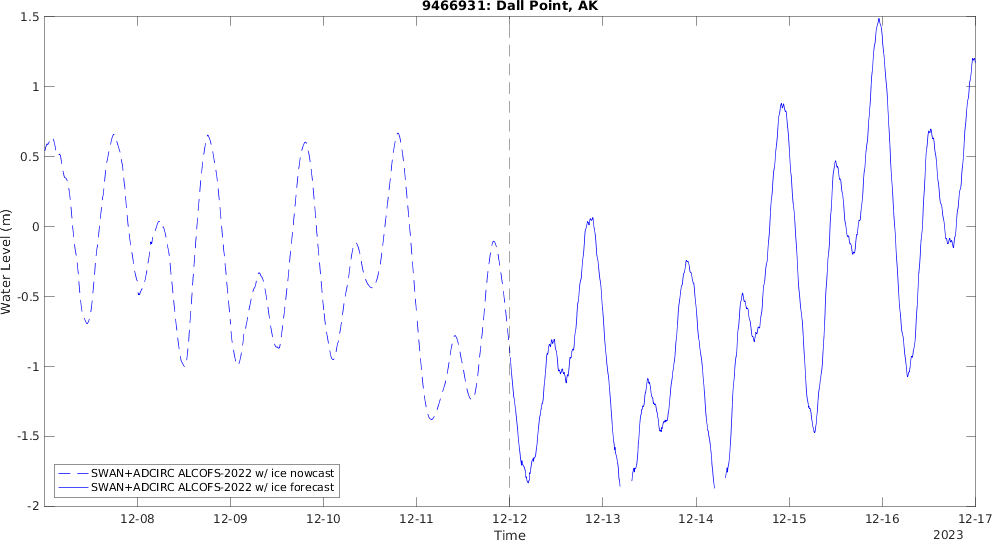 9466931: Dall Point, AK
1.5
1
0.5
0
-0.5
-1
-1.5
-2
Water Level (m)
SWAN+ADCIRC ALCOFS-2022 w/ ice nowcast
SWAN+ADCIRC ALCOFS-2022 w/ ice forecast
12-08 12-09 12-10 12-11 12-12 12-13 12-14 12-15 12-16 12-17
Time
2023